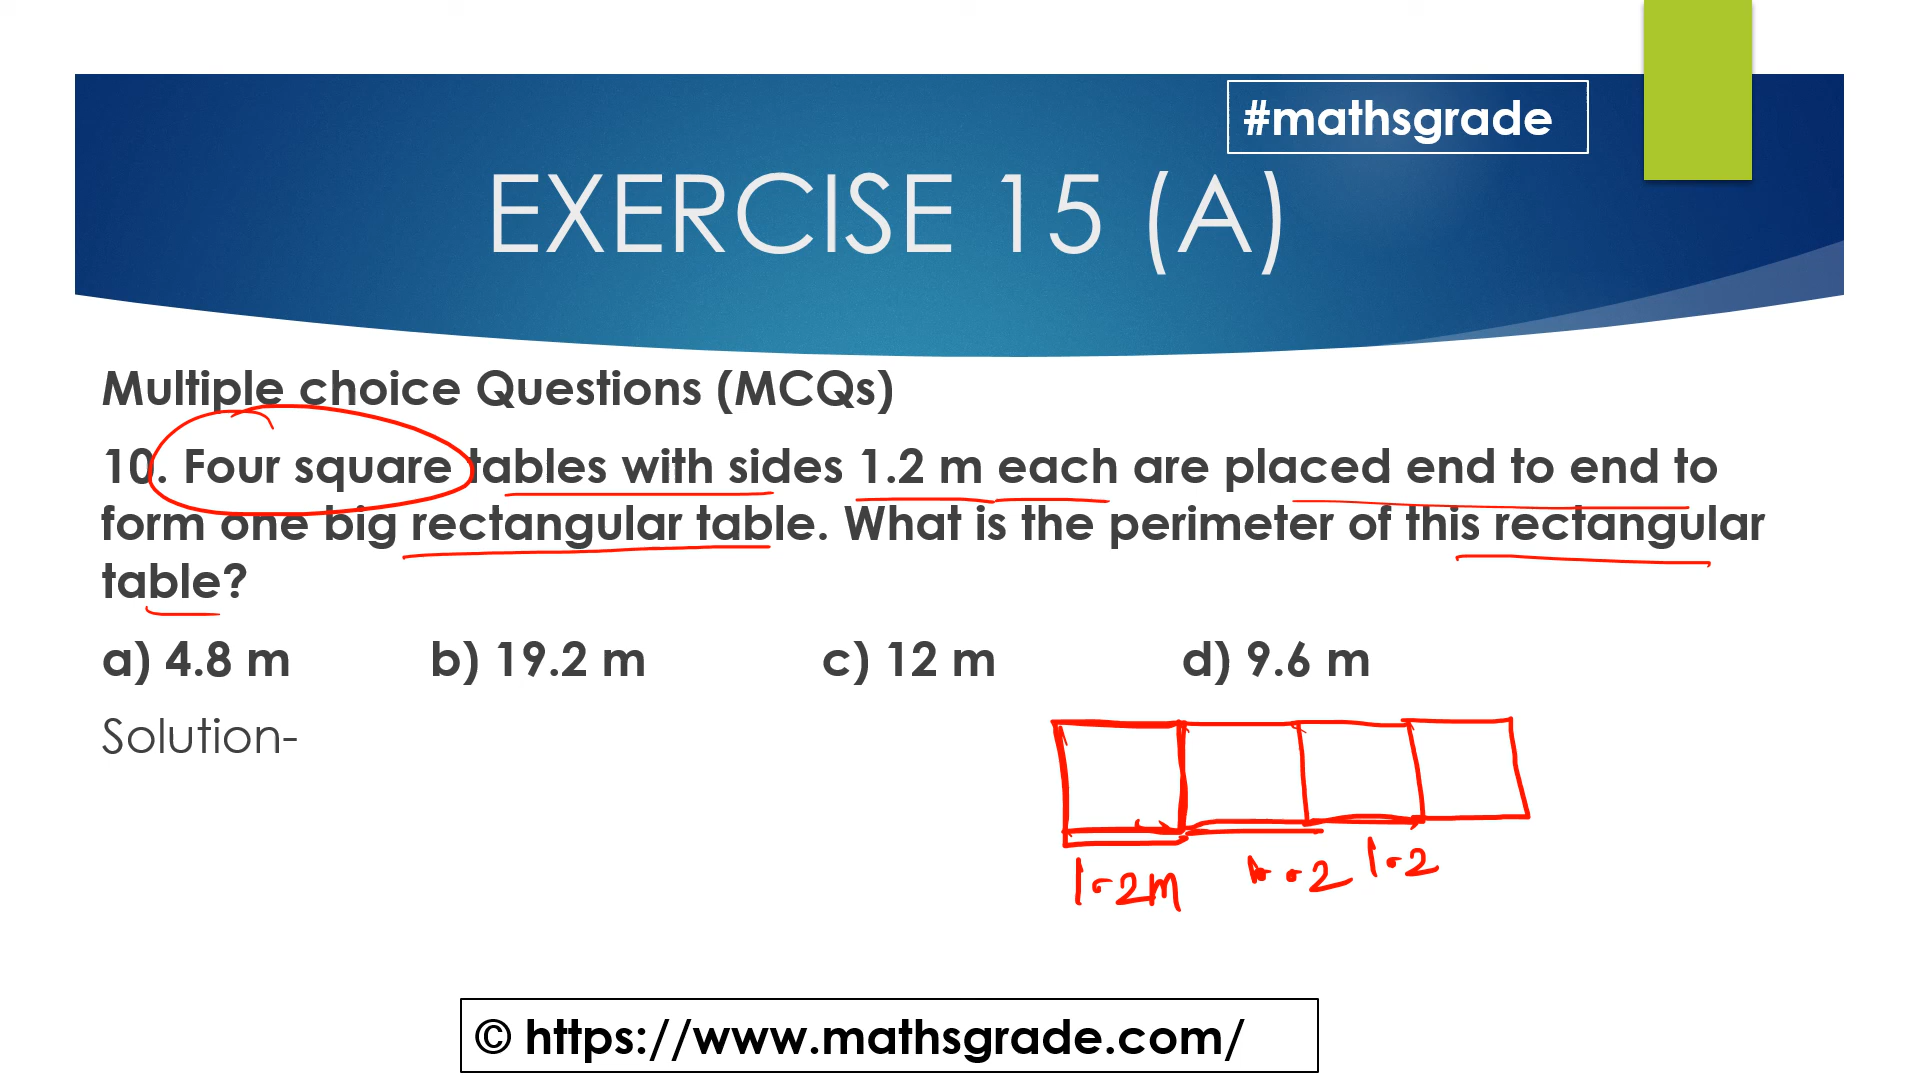 #mathsgrade
EXERCISE 15 (A)
Multiple choice Questions (MCQs)
10. Four square tables with sides 1.2 m each are placed end to end to
form one big rectangular table. What is the perimeter of this rectangular
table?
a) 4.8 m b) 19.2 m c) 12 m d) 9.6 m
Solution-
1.2m 1.2 1.2
© https://www.mathsgrade.com/